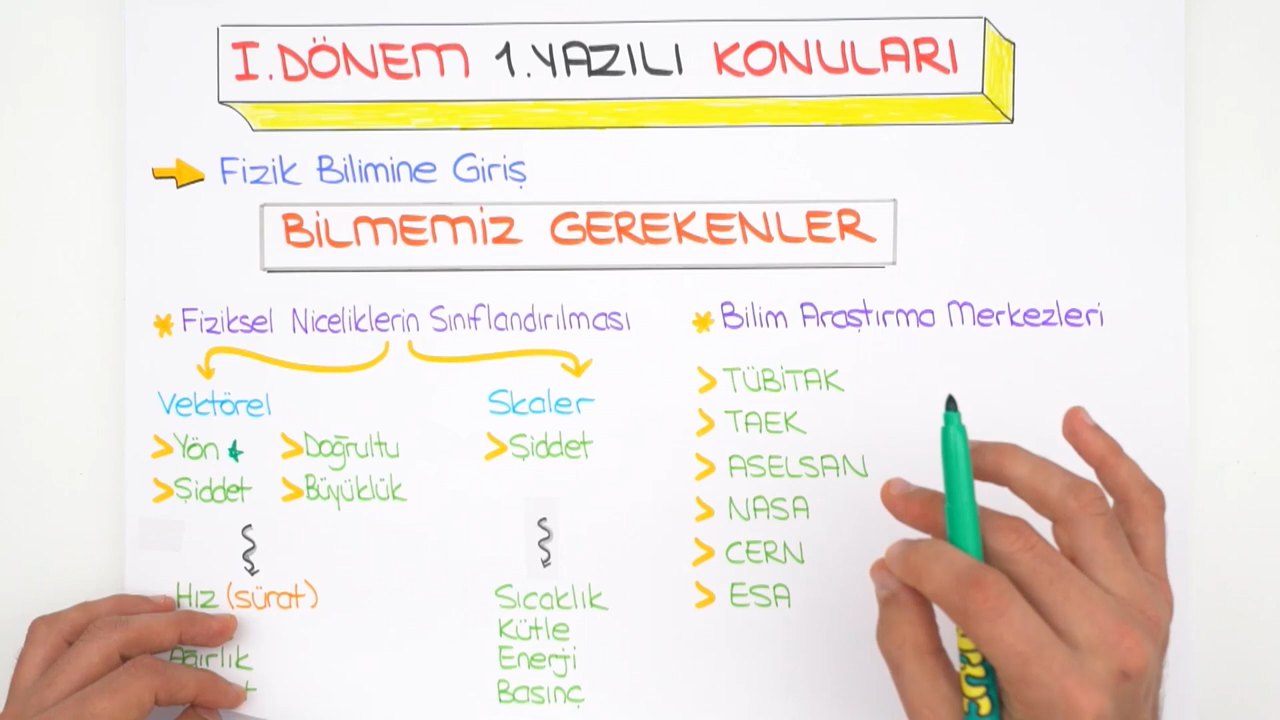 I. DÖNEM 1. YAZILI KONULARI
Fizik Bilimine Giriş
BİLMEMİZ GEREKENLER
* Fiziksel Niceliklerin Sınıflandırılması
Vektörel
Skaler
> Yön > Doğrultu
> Şiddet
> Şiddet > Büyüklük
Hız (sürat)
Ağırlık
Sıcaklık
Kütle
Enerji
Basınç
* Bilim Araştırma Merkezleri
> TÜBİTAK
> TAEK
> ASELSAN
> NASA
> CERN
> ESA